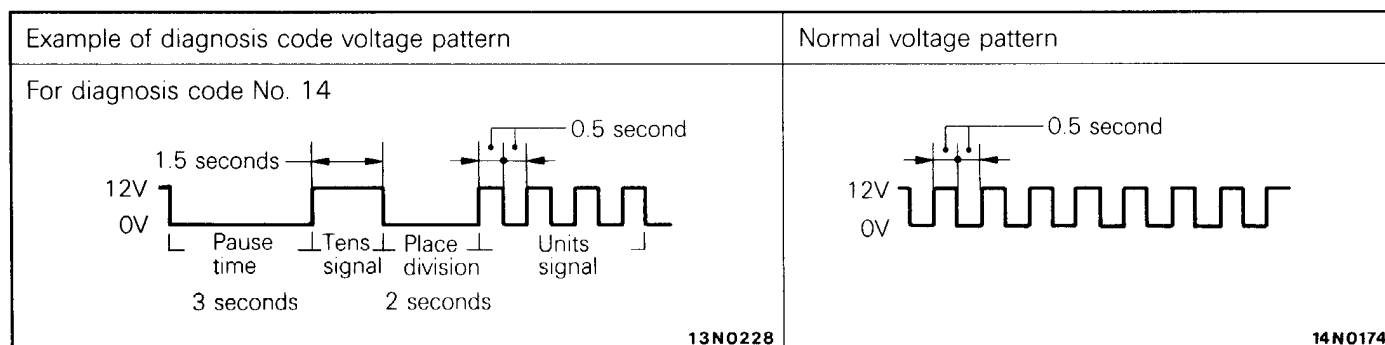 Example of diagnosis code voltage pattern
Normal voltage pattern
For diagnosis code No. 14
0.5 second
1.5 seconds
12V
0V
Pause time
Tens signal
Place division
Units signal
3 seconds
2 seconds
13N0228
0.5 second
12V
0V
14N0174